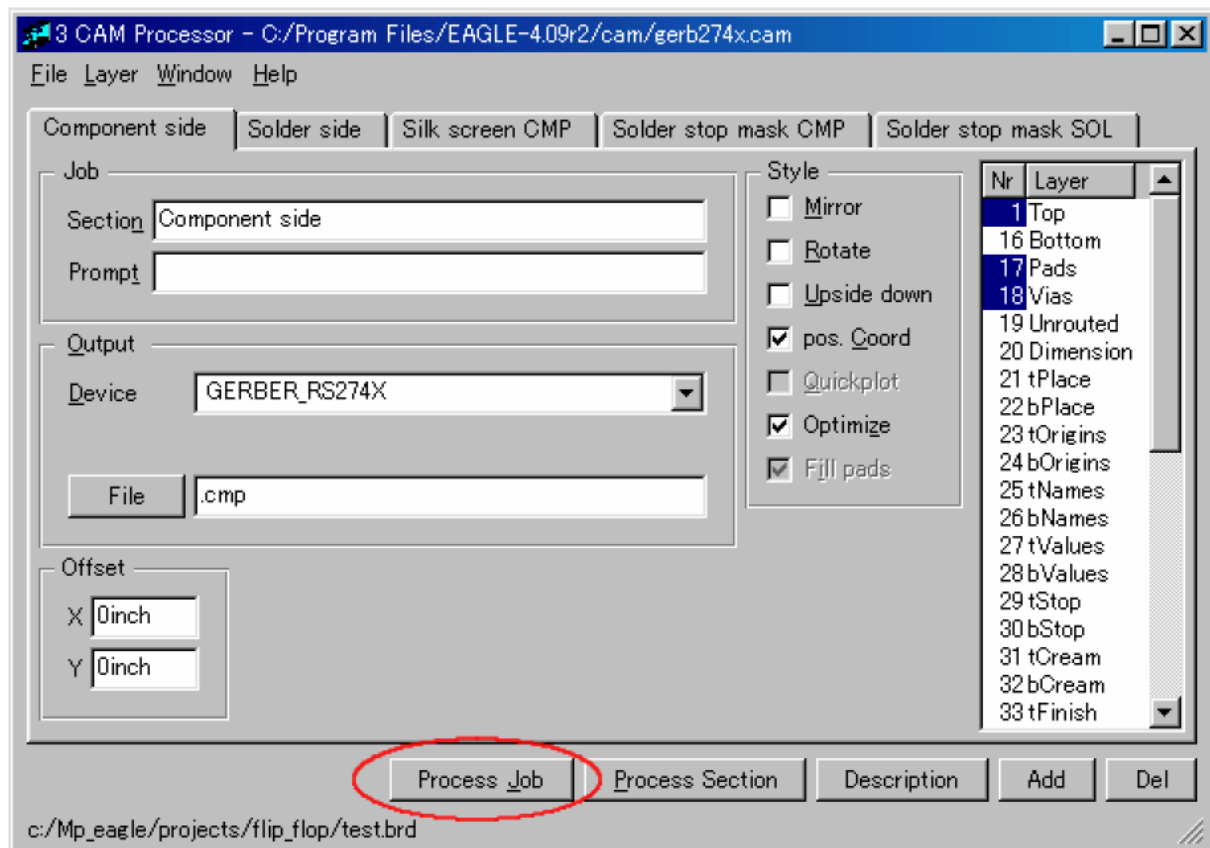 3 CAM Processor - C:/Program Files/EAGLE-4.09r2/cam/gerb274x.cam
File Layer Window Help
Component side Solder side Silk screen CMP Solder stop mask CMP Solder stop mask SOL
Job
Section Component side
Prompt
Output
Device GERBER_RS274X
File .cmp
Offset
X 0inch
Y 0inch
Style
Mirror
Rotate
Upside down
pos. Coord
Quickplot
Optimize
Fill pads
Nr Layer
1 Top
16 Bottom
17 Pads
18 Vias
19 Unrouted
20 Dimension
21 tPlace
22 bPlace
23 tOrigins
24 bOrigins
25 tNames
26 bNames
27 tValues
28 bValues
29 tStop
30 bStop
31 tCream
32 bCream
33 tFinish
Process Job Process Section Description Add Del
c:/Mp_eagle/projects/flip_flop/test.brd